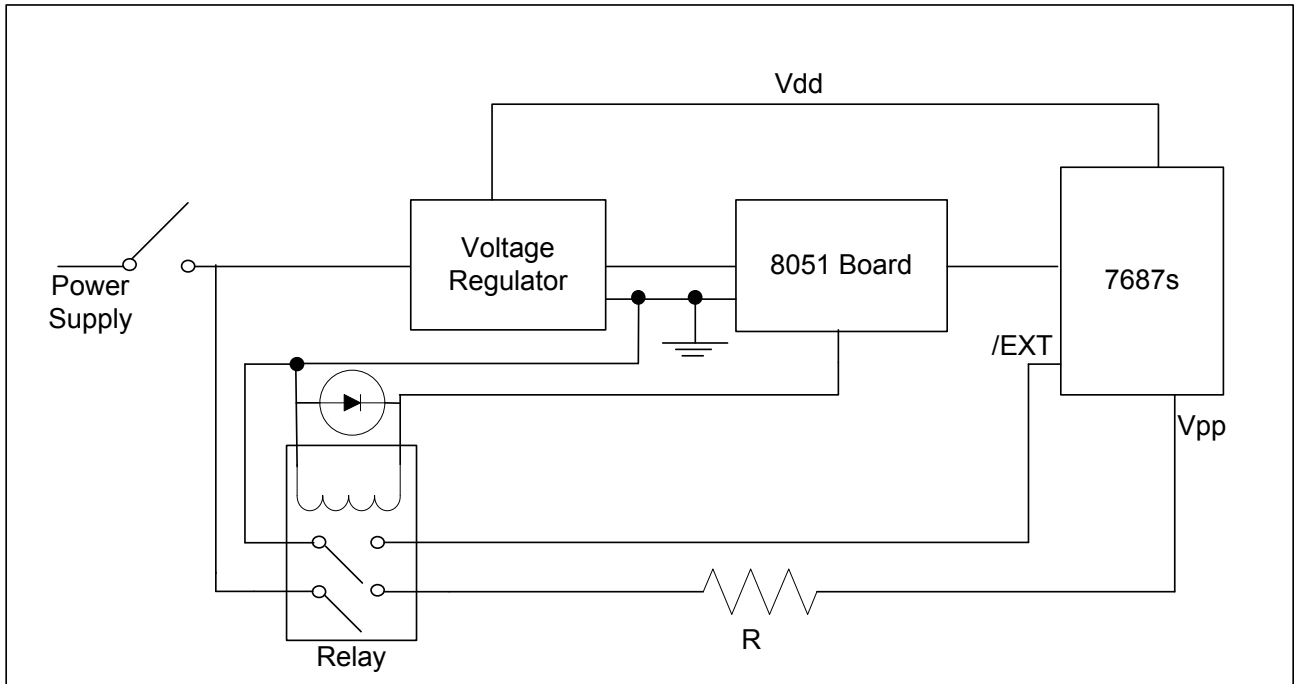 Vdd
Voltage
Regulator
8051 Board
7687s
Power
Supply
/EXT
Vpp
R
Relay